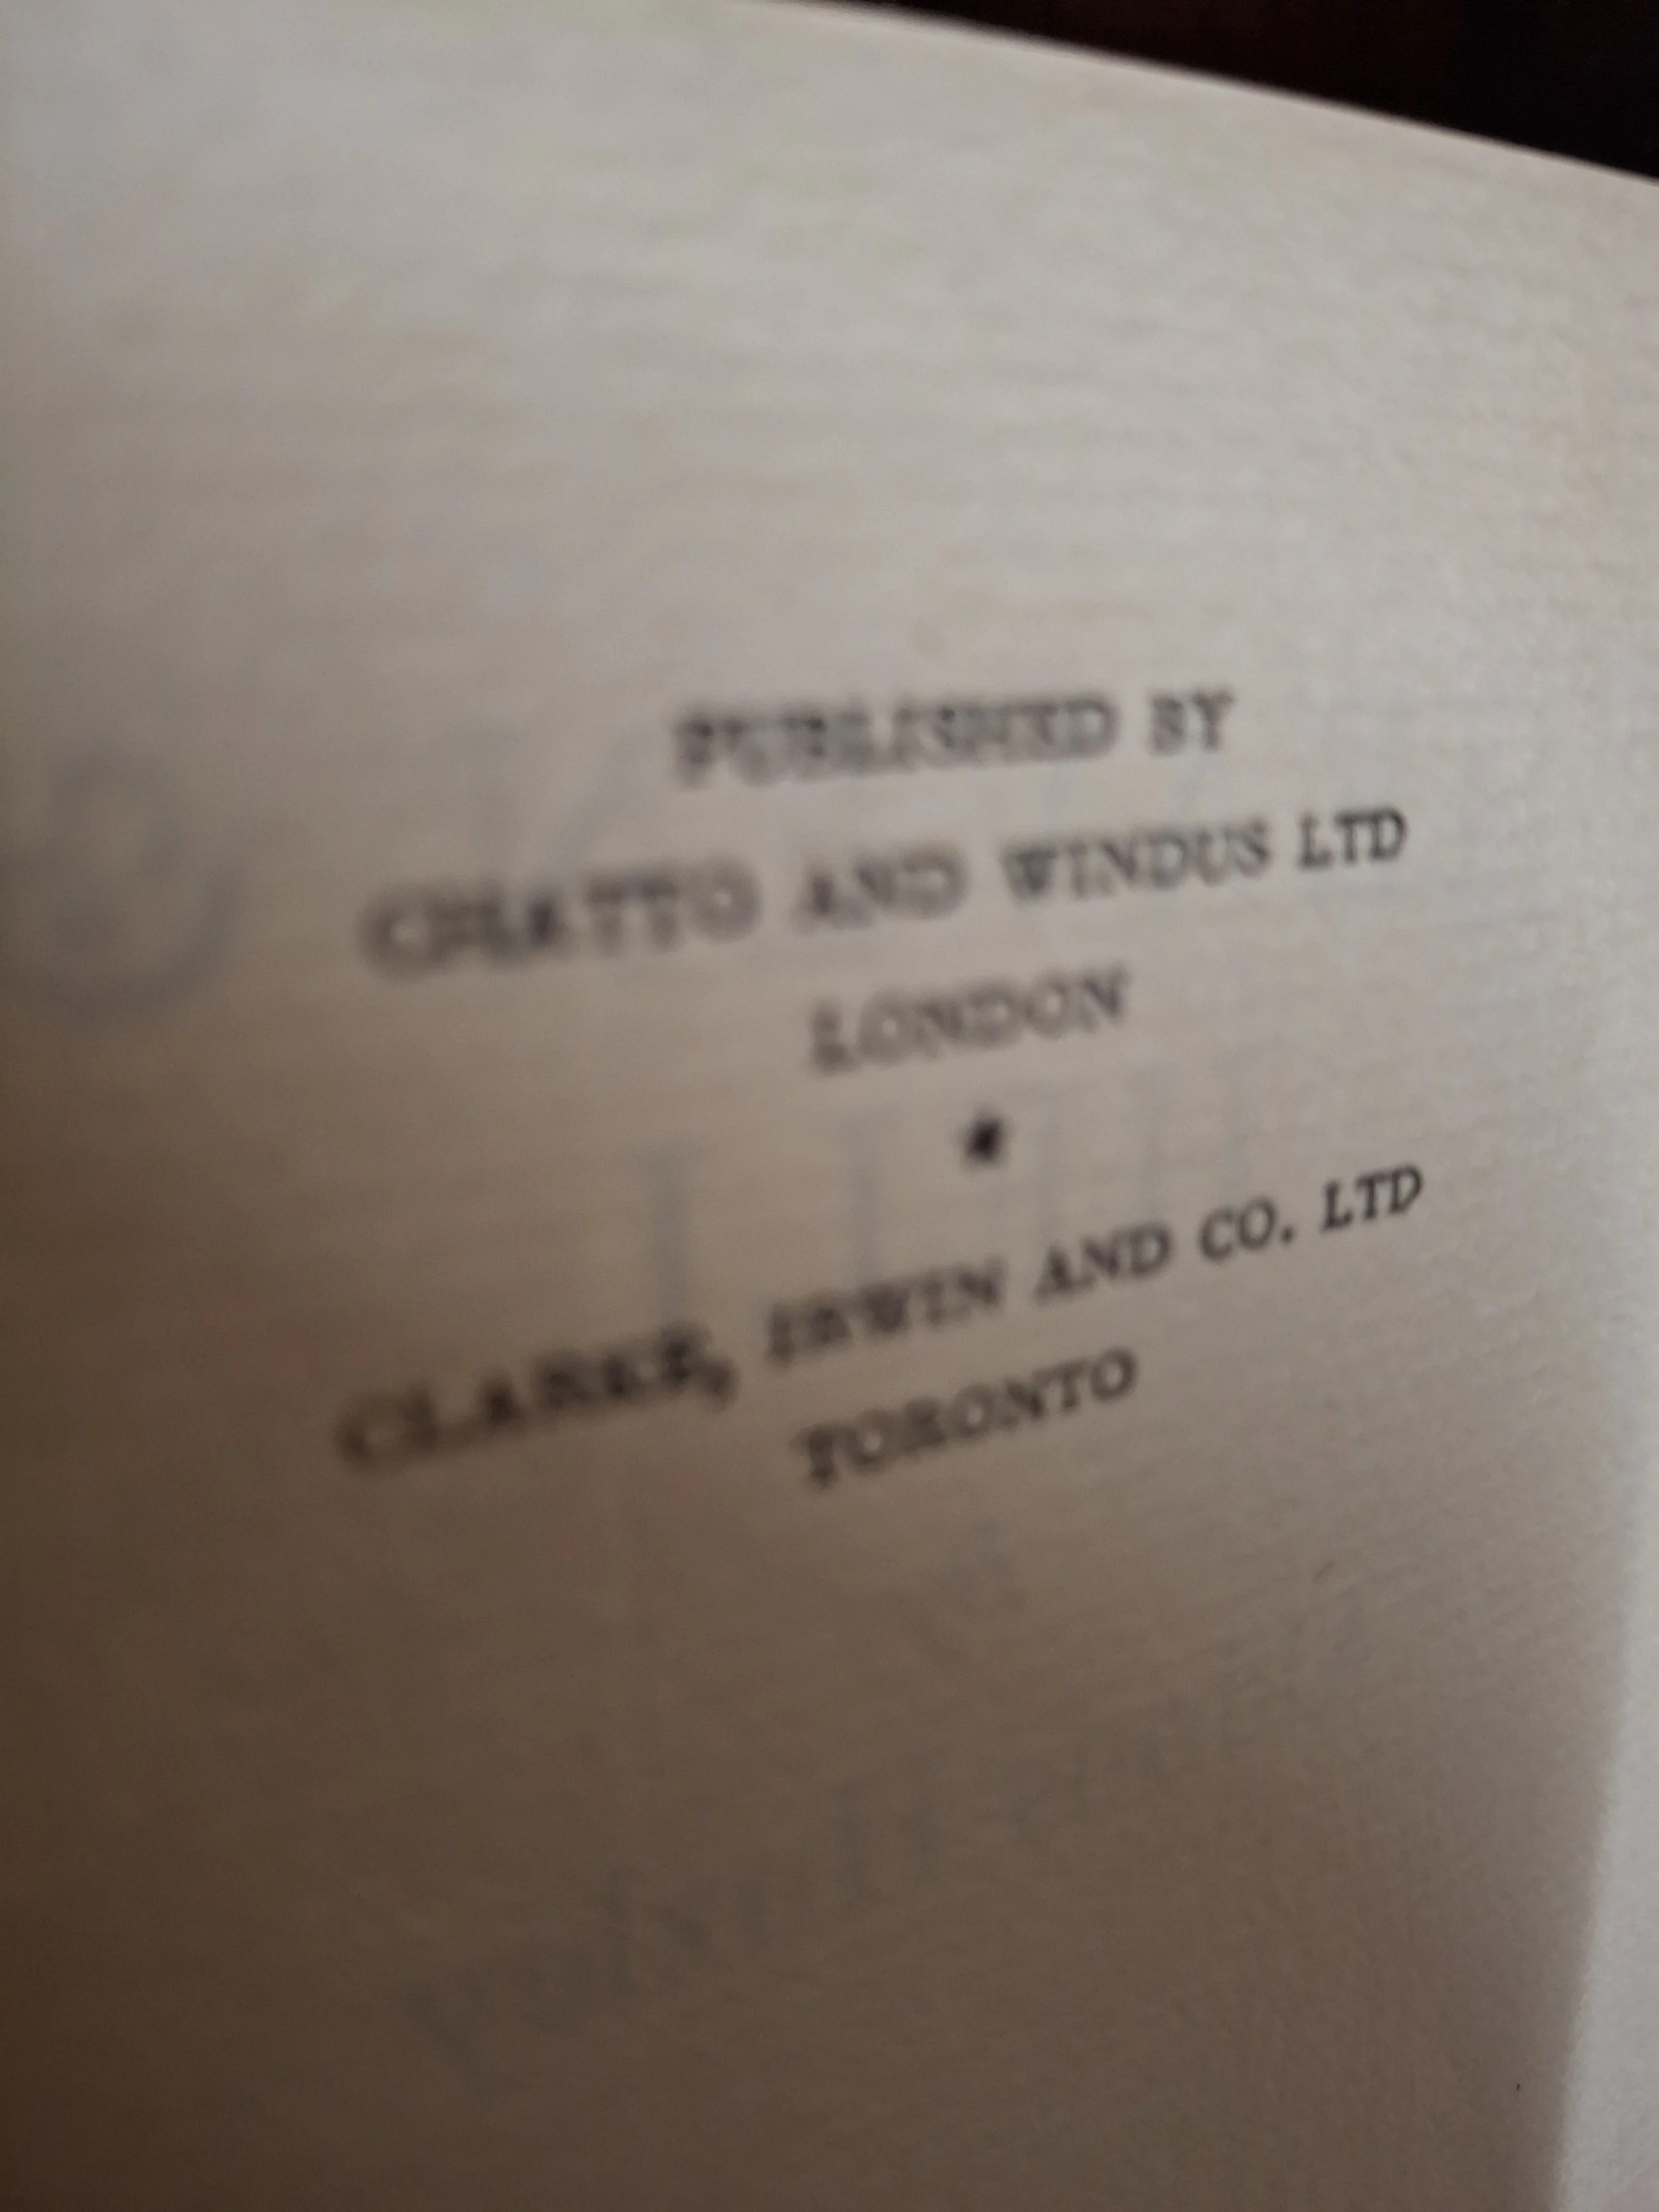 PUBLISHED BY
CHATTO AND WINDUS LTD
LONDON
*
CLARKE, IRWIN AND CO. LTD
TORONTO